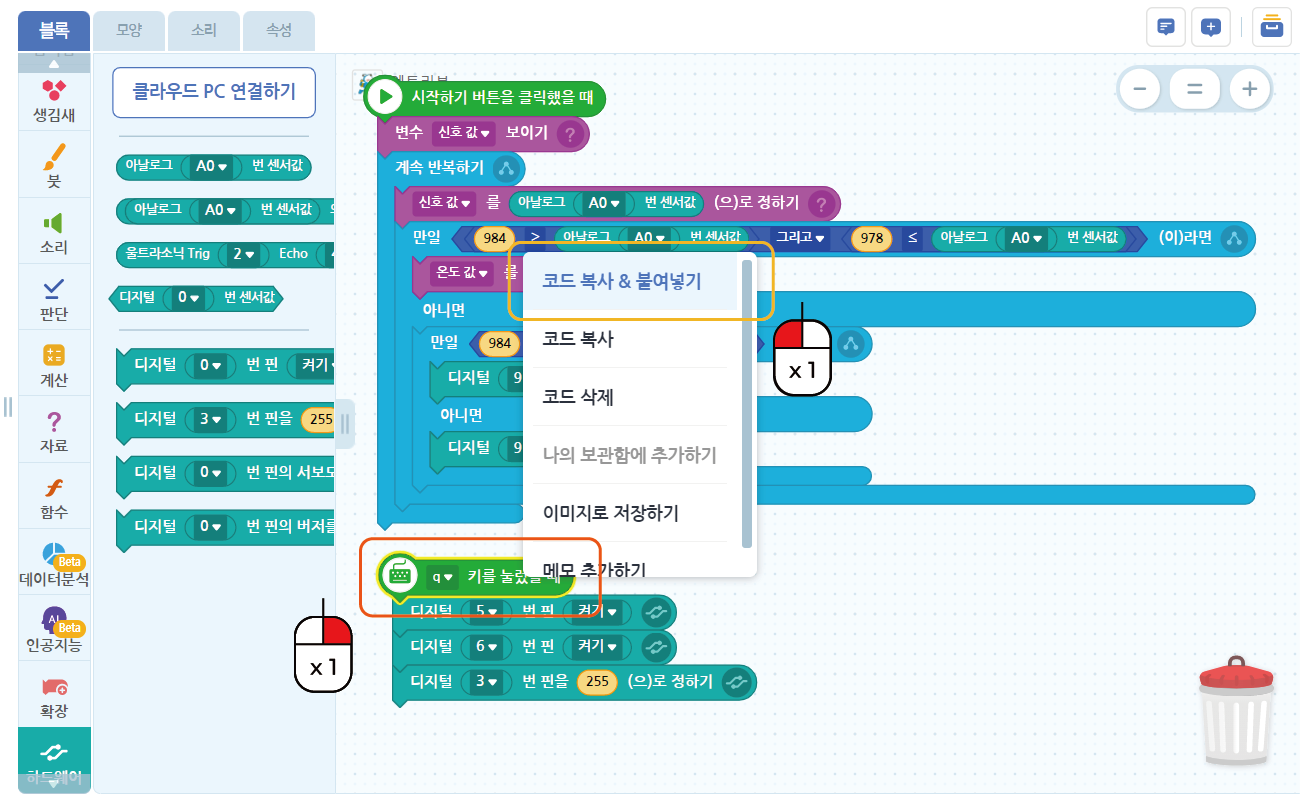 블록
모양
소리
속성
생김새
붓
소리
판단
계산
자료
함수
Beta
데이터분석
AI
Beta
인공지능
확장
하드웨어
클라우드 PC 연결하기
아날로그 A0 번 센서값
아날로그 A0 번 센서값
울트라소닉 Trig 2 Echo
디지털 0 번 센서값
디지털 0 번 핀 켜기
디지털 3 번 핀을 255
디지털 0 번 핀의 서보모
디지털 0 번 핀의 버저를
시작하기 버튼을 클릭했을 때
변수 신호 값 보이기 ?
계속 반복하기
신호 값 를 아날로그 A0 번 센서값 (으)로 정하기 ?
만일 984 > 아날로그 A0 번 센서값 그리고 978 ≤ 아날로그 A0 번 센서값 (이)라면
온도 값 를
아니면
만일 984
디지털 9
아니면
디지털 9
코드 복사 & 붙여넣기
코드 복사
코드 삭제
나의 보관함에 추가하기
이미지로 저장하기
메모 추가하기
x 1
q 키를 눌렀을 때
디지털 5 번 핀 켜기
디지털 6 번 핀 켜기
디지털 3 번 핀을 255 (으)로 정하기
x 1